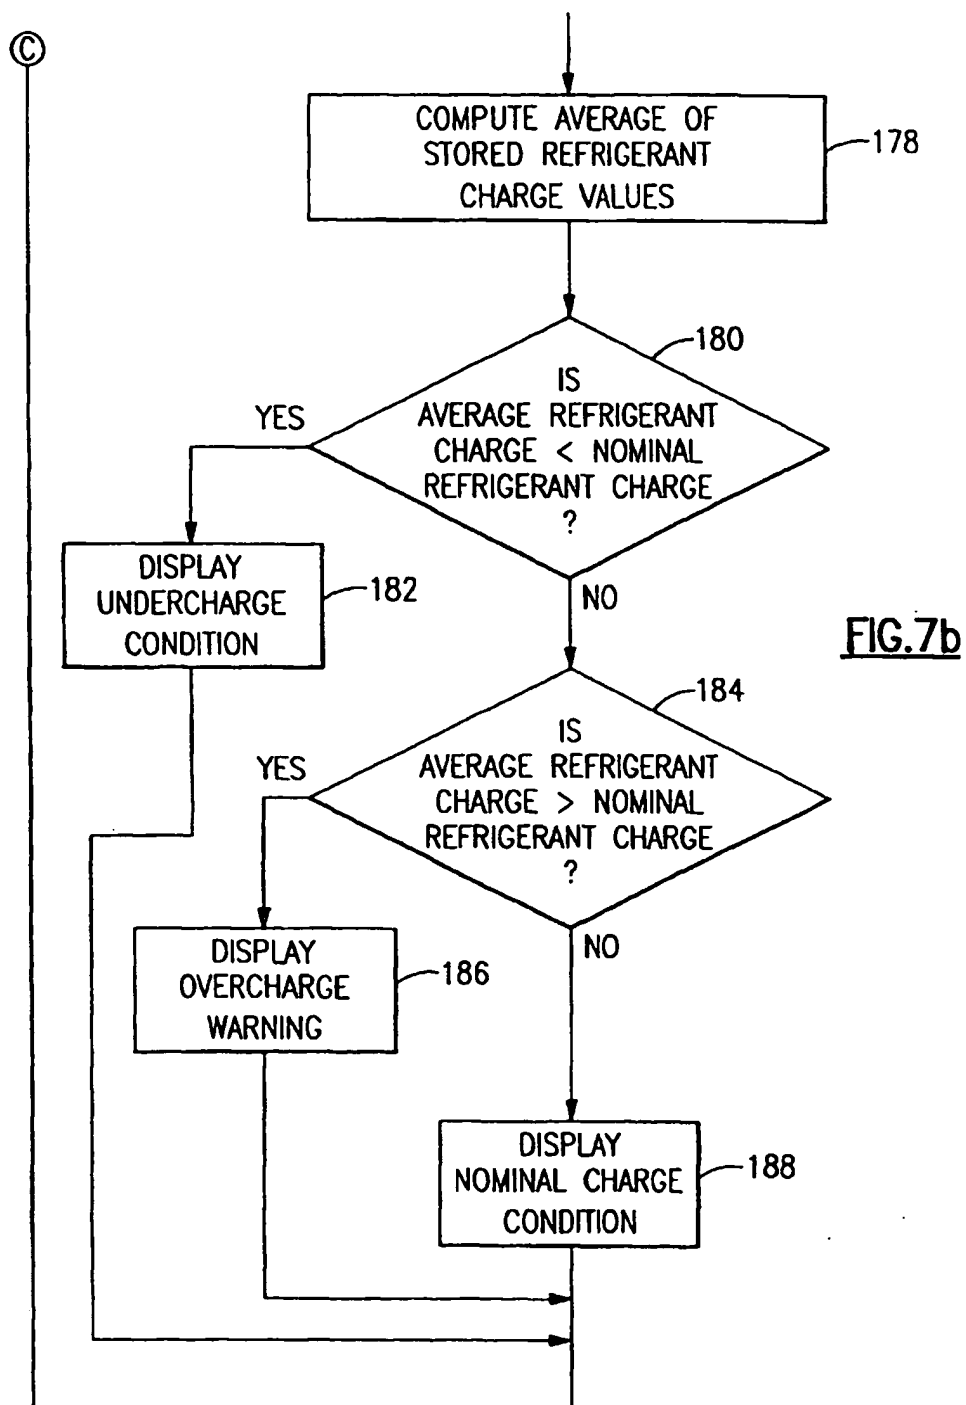 C
COMPUTE AVERAGE OF
STORED REFRIGERANT
CHARGE VALUES
178
180
IS
AVERAGE REFRIGERANT
CHARGE < NOMINAL
REFRIGERANT CHARGE
?
YES
NO
DISPLAY
UNDERCHARGE
CONDITION
182
FIG.7b
184
IS
AVERAGE REFRIGERANT
CHARGE > NOMINAL
REFRIGERANT CHARGE
?
YES
NO
DISPLAY
OVERCHARGE
WARNING
186
DISPLAY
NOMINAL CHARGE
CONDITION
188